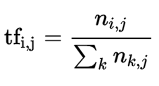 tf_{i,j} = \frac{n_{i,j}}{\sum_k n_{k,j}}